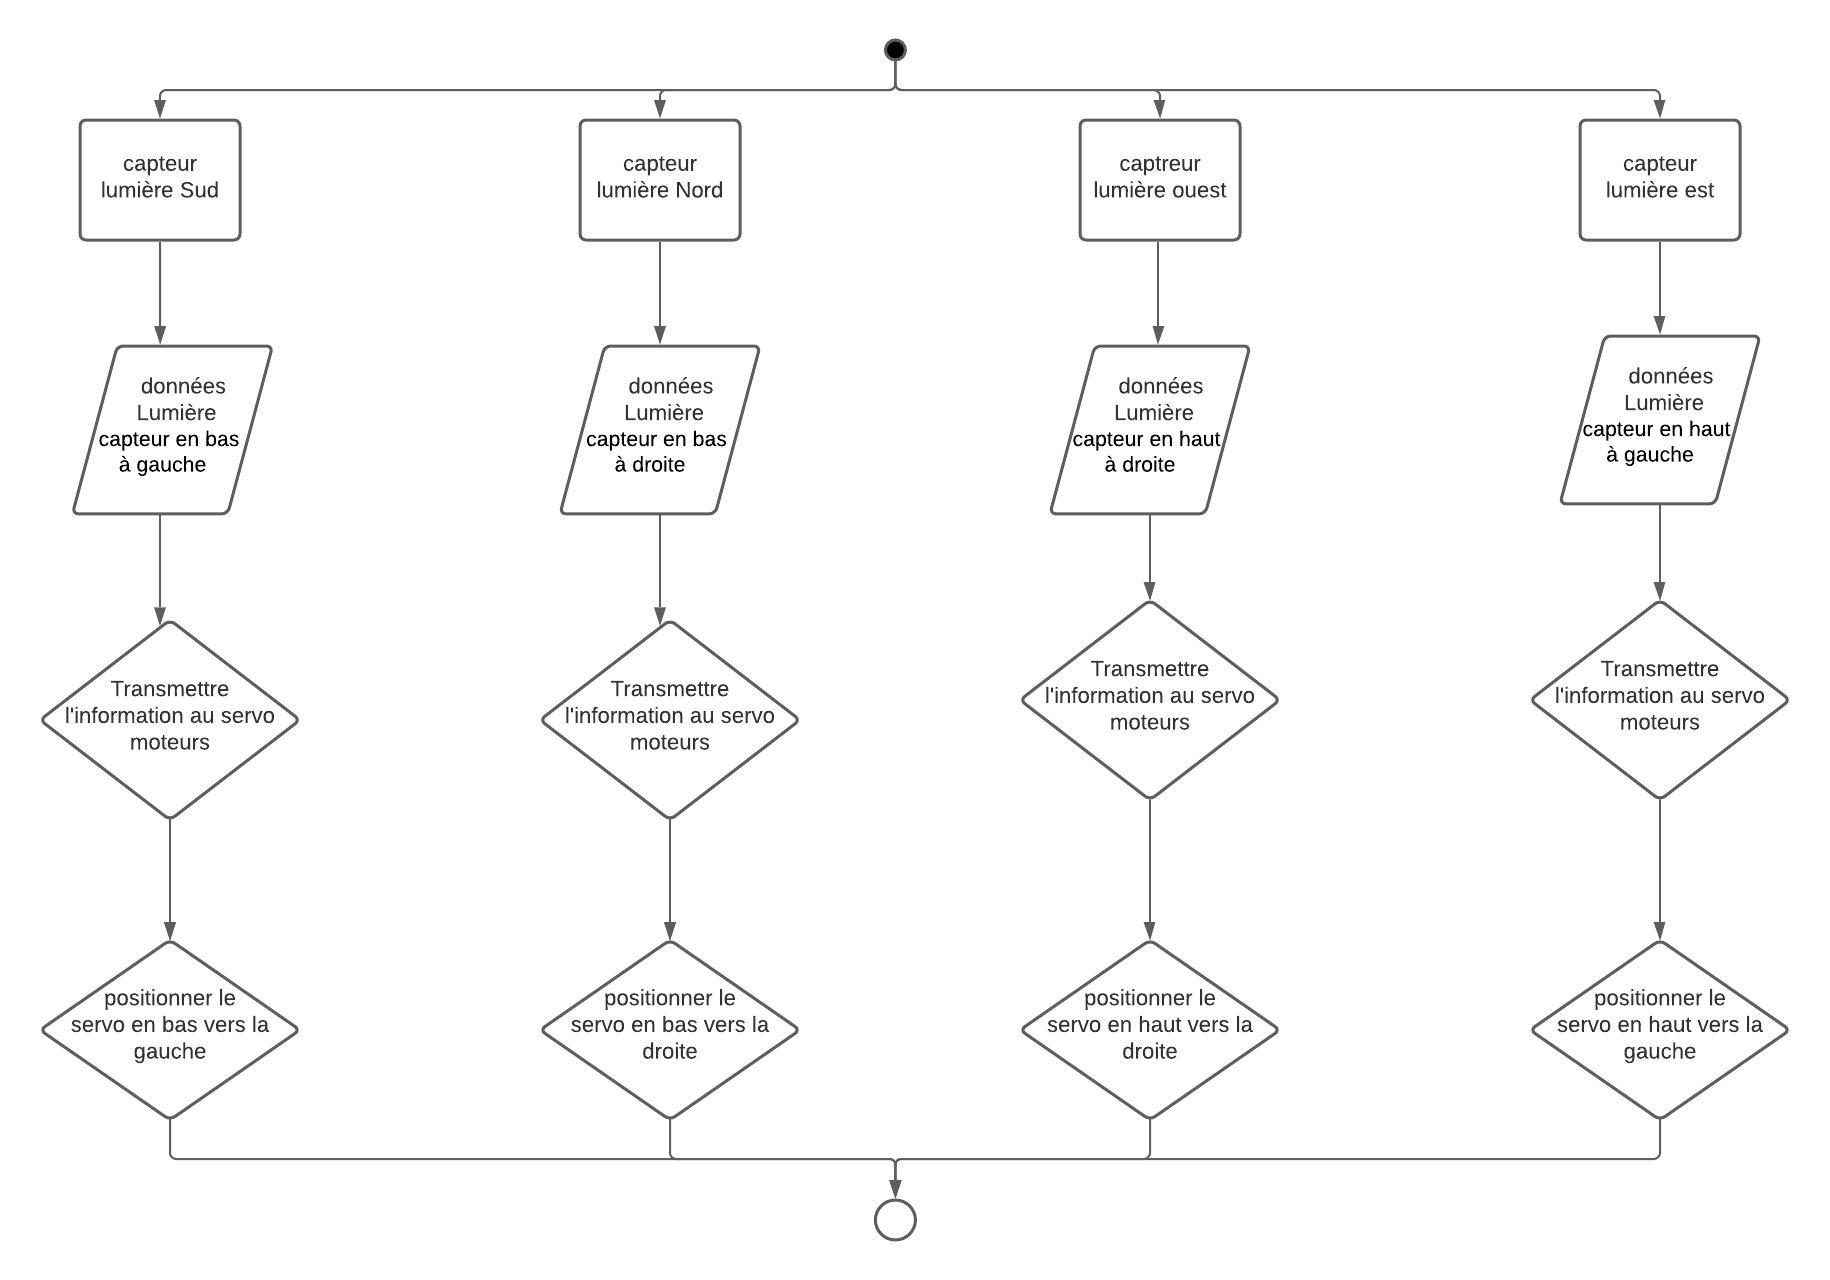 capteur
lumière Sud
capteur
lumière Nord
captreur
lumière ouest
capteur
lumière est
données
Lumière
capteur en bas
à gauche
données
Lumière
capteur en bas
à droite
données
Lumière
capteur en haut
à droite
données
Lumière
capteur en haut
à gauche
Transmettre
l'information au servo
moteurs
Transmettre
l'information au servo
moteurs
Transmettre
l'information au servo
moteurs
Transmettre
l'information au servo
moteurs
positionner le
servo en bas vers la
gauche
positionner le
servo en bas vers la
droite
positionner le
servo en haut vers la
droite
positionner le
servo en haut vers la
gauche